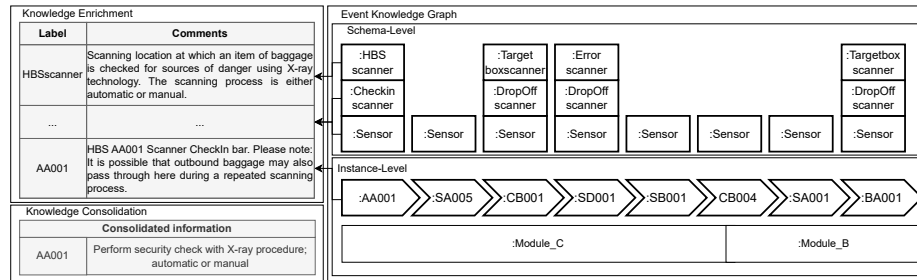 Knowledge Enrichment
Label Comments
HBSscanner
Scanning location at which an item of baggage
is checked for sources of danger using X-ray
technology. The scanning process is either
automatic or manual.
... ...
AA001
HBS AA001 Scanner CheckIn bar. Please note:
It is possible that outbound baggage may also
pass through here during a repeated scanning
process.
Knowledge Consolidation
Consolidated information
AA001
Perform security check with X-ray procedure;
automatic or manual
Event Knowledge Graph
Schema-Level
:HBS
scanner
:Target
boxscanner
:Error
scanner
:Targetbox
scanner
:Checkin
scanner
:DropOff
scanner
:DropOff
scanner
:DropOff
scanner
:Sensor :Sensor :Sensor :Sensor :Sensor :Sensor :Sensor :Sensor
Instance-Level
:AA001 :SA005 :CB001 :SD001 :SB001 CB004 :SA001 :BA001
:Module_C :Module_B